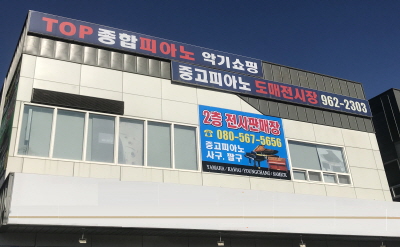 TOP 종합피아노 악기쇼핑
중고피아노 도매전시장 962-2303
2층 전시판매장
☎ 080-567-5656
중고피아노
사구, 팔구
YAMAHA / KAWAI / YOUNGCHANG / SAMICK